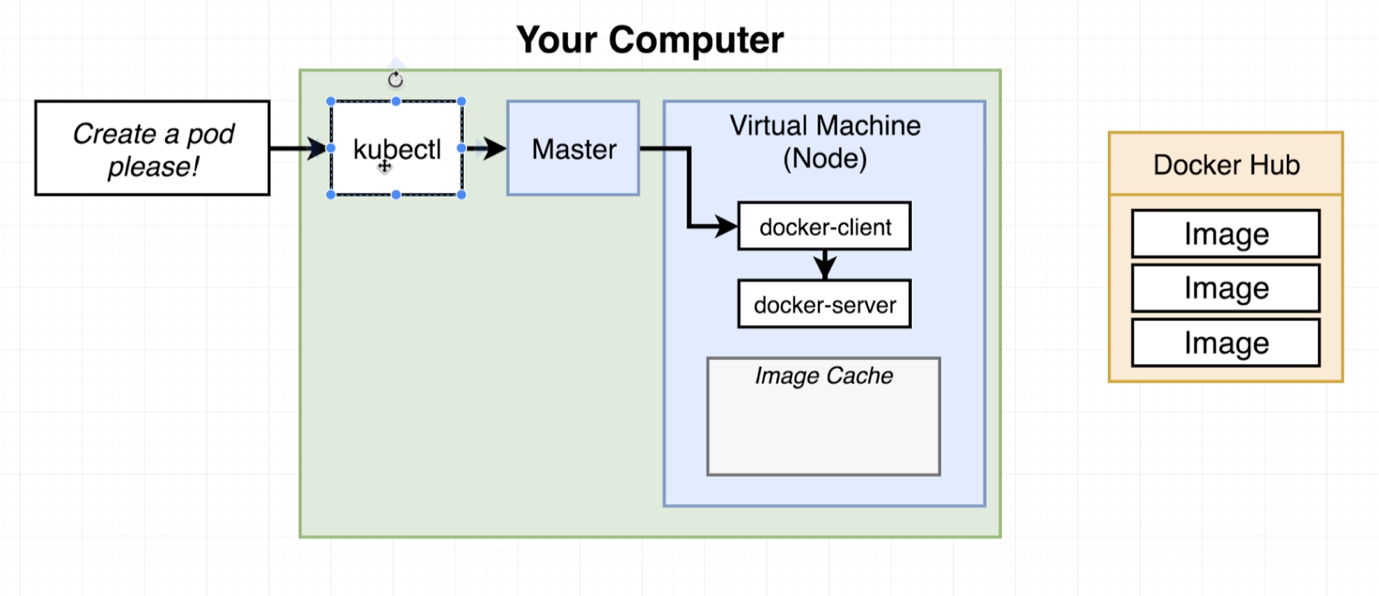 Your Computer
Create a pod
please!
kubectl
Master
Virtual Machine
(Node)
docker-client
docker-server
Image Cache
Docker Hub
Image
Image
Image